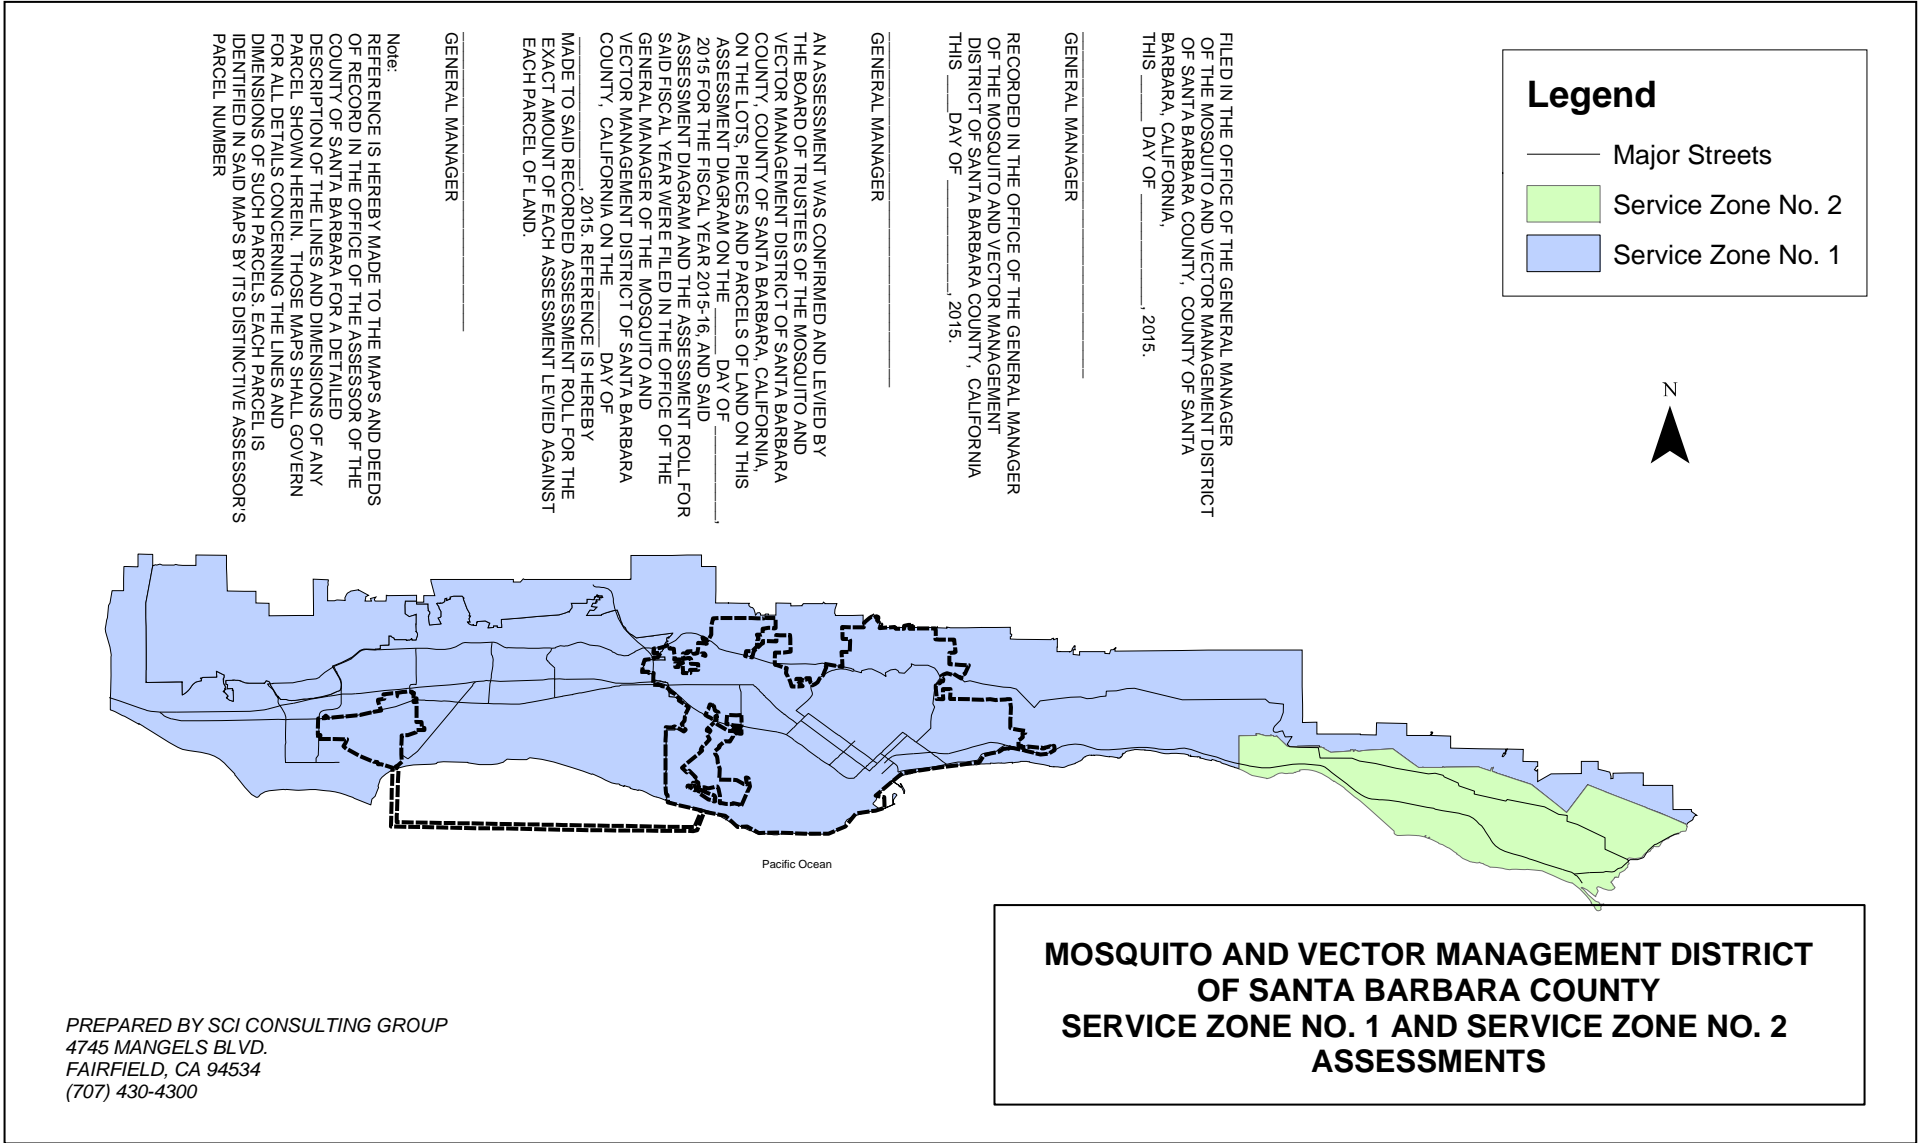 FILED IN THE OFFICE OF THE GENERAL MANAGER
OF THE MOSQUITO AND VECTOR MANAGEMENT DISTRICT
OF SANTA BARBARA COUNTY, COUNTY OF SANTA
BARBARA, CALIFORNIA,
THIS _____ DAY OF ______________, 2015.
GENERAL MANAGER
RECORDED IN THE OFFICE OF THE GENERAL MANAGER
OF THE MOSQUITO AND VECTOR MANAGEMENT
DISTRICT OF SANTA BARBARA COUNTY, CALIFORNIA
THIS _____ DAY OF ______________, 2015.
GENERAL MANAGER
AN ASSESSMENT WAS CONFIRMED AND LEVIED BY
THE BOARD OF TRUSTEES OF THE MOSQUITO AND
VECTOR MANAGEMENT DISTRICT OF SANTA BARBARA
COUNTY, COUNTY OF SANTA BARBARA, CALIFORNIA,
ON THE LOTS, PIECES AND PARCELS OF LAND ON THIS
ASSESSMENT DIAGRAM ON THE _____ DAY OF __________,
2015 FOR THE FISCAL YEAR 2015-16, AND SAID
ASSESSMENT DIAGRAM AND THE ASSESSMENT ROLL FOR
SAID FISCAL YEAR WERE FILED IN THE OFFICE OF THE
GENERAL MANAGER OF THE MOSQUITO AND
VECTOR MANAGEMENT DISTRICT OF SANTA BARBARA
COUNTY, CALIFORNIA ON THE ______ DAY OF
______________, 2015. REFERENCE IS HEREBY
MADE TO SAID RECORDED ASSESSMENT ROLL FOR THE
EXACT AMOUNT OF EACH ASSESSMENT LEVIED AGAINST
EACH PARCEL OF LAND.
GENERAL MANAGER
Note:
REFERENCE IS HEREBY MADE TO THE MAPS AND DEEDS
OF RECORD IN THE OFFICE OF THE ASSESSOR OF THE
COUNTY OF SANTA BARBARA FOR A DETAILED
DESCRIPTION OF THE LINES AND DIMENSIONS OF ANY
PARCEL SHOWN HEREIN. THOSE MAPS SHALL GOVERN
FOR ALL DETAILS CONCERNING THE LINES AND
DIMENSIONS OF SUCH PARCELS. EACH PARCEL IS
IDENTIFIED IN SAID MAPS BY ITS DISTINCTIVE ASSESSOR'S
PARCEL NUMBER
Legend
Major Streets
Service Zone No. 2
Service Zone No. 1
N
Pacific Ocean
MOSQUITO AND VECTOR MANAGEMENT DISTRICT
OF SANTA BARBARA COUNTY
SERVICE ZONE NO. 1 AND SERVICE ZONE NO. 2
ASSESSMENTS
PREPARED BY SCI CONSULTING GROUP
4745 MANGELS BLVD.
FAIRFIELD, CA 94534
(707) 430-4300